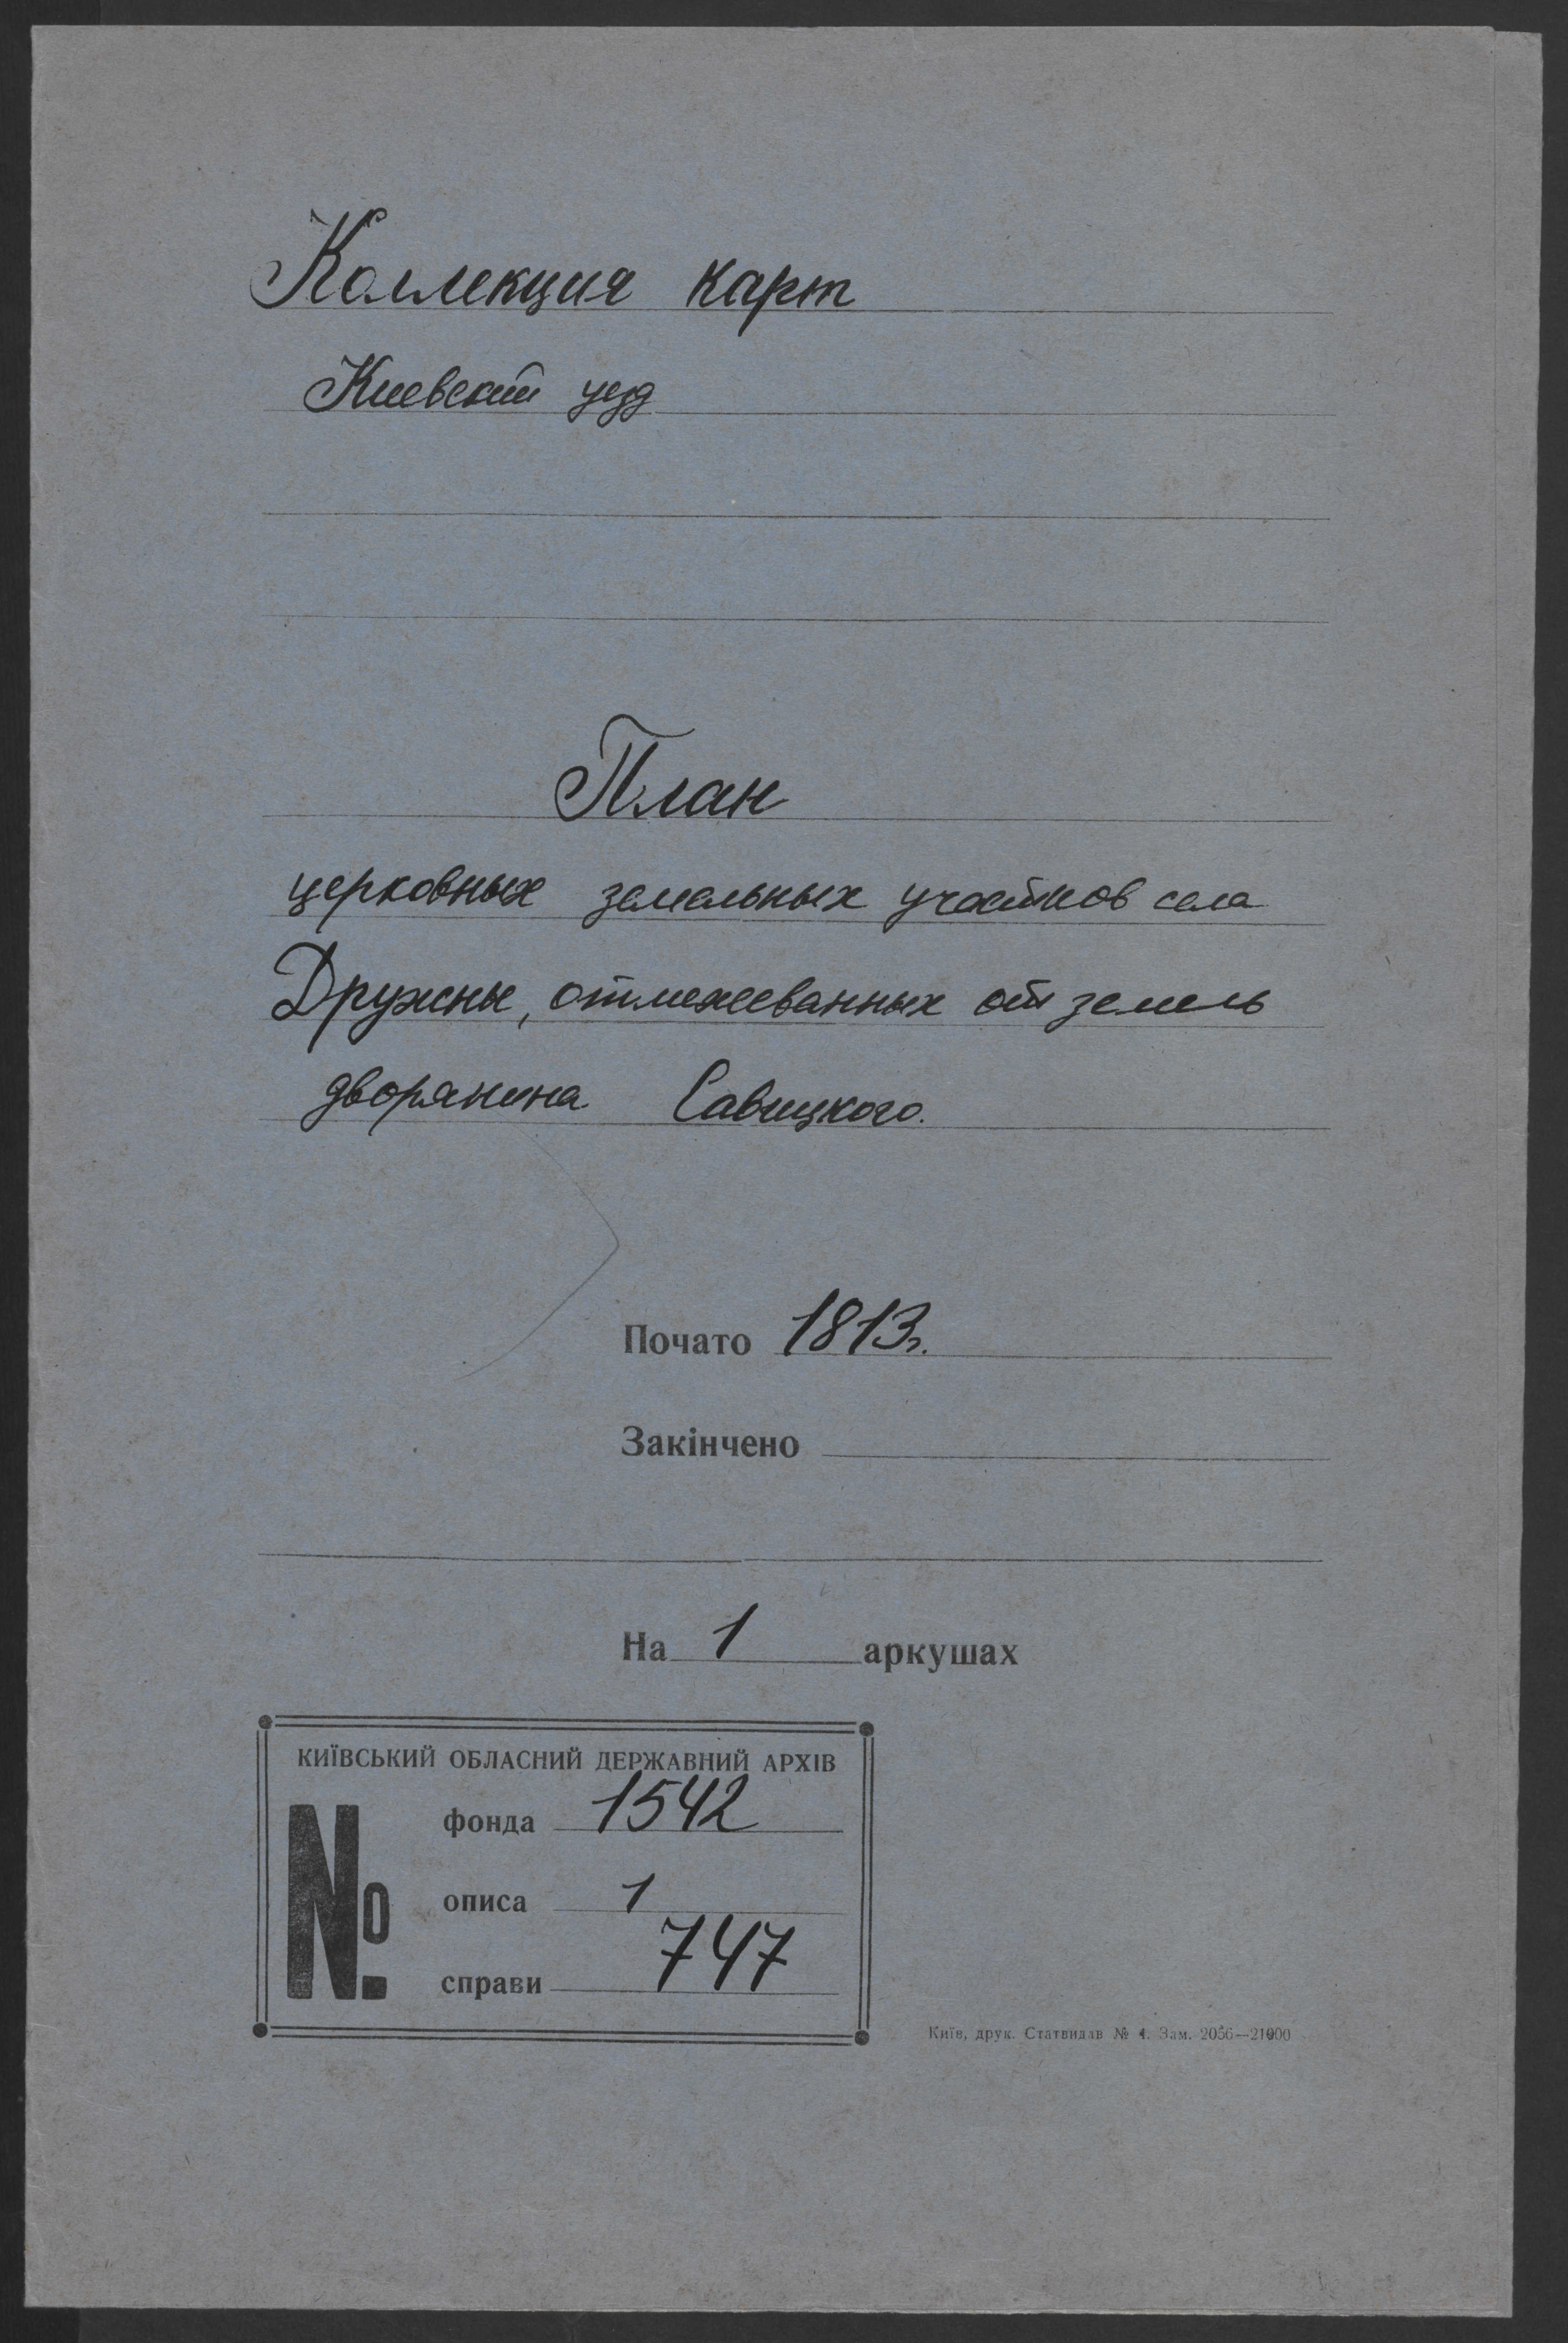 Коллекция карт
Киевский уезд
План
церковных земельных участков села
Дружны, отмежеванных от земель
дворянина Савицкого.
Почато 1813г.
Закінчено
На 1 аркушах
КИЇВСЬКИЙ ОБЛАСНИЙ ДЕРЖАВНИЙ АРХІВ
№
фонда 1542
описа 1
справи 747
Київ, друк. Статвидав № 4. Зам. 2056—21000